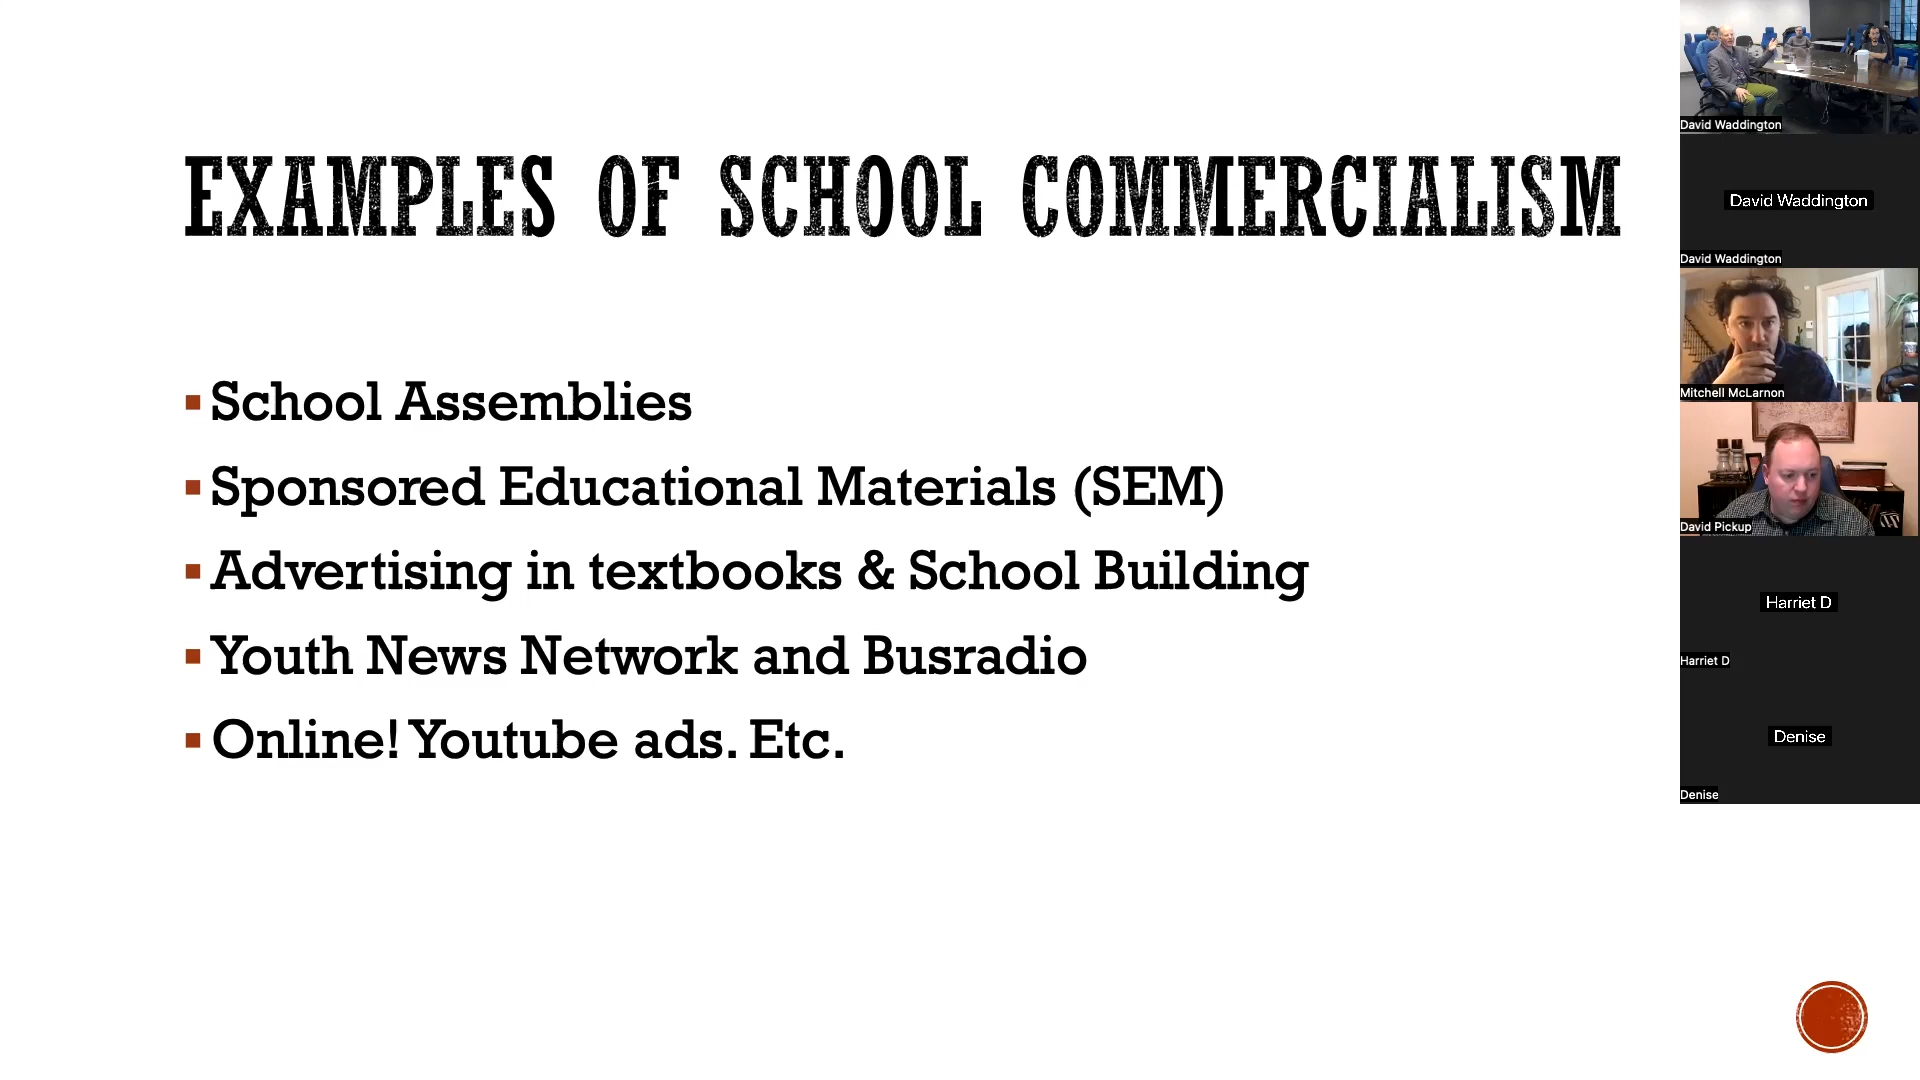 EXAMPLES OF SCHOOL COMMERCIALISM
School Assemblies
Sponsored Educational Materials (SEM)
Advertising in textbooks & School Building
Youth News Network and Busradio
Online! Youtube ads. Etc.
David Waddington
David Waddington
David Waddington
Mitchell McLarnon
David Pickup
Harriet D
Harriet D
Denise
Denise